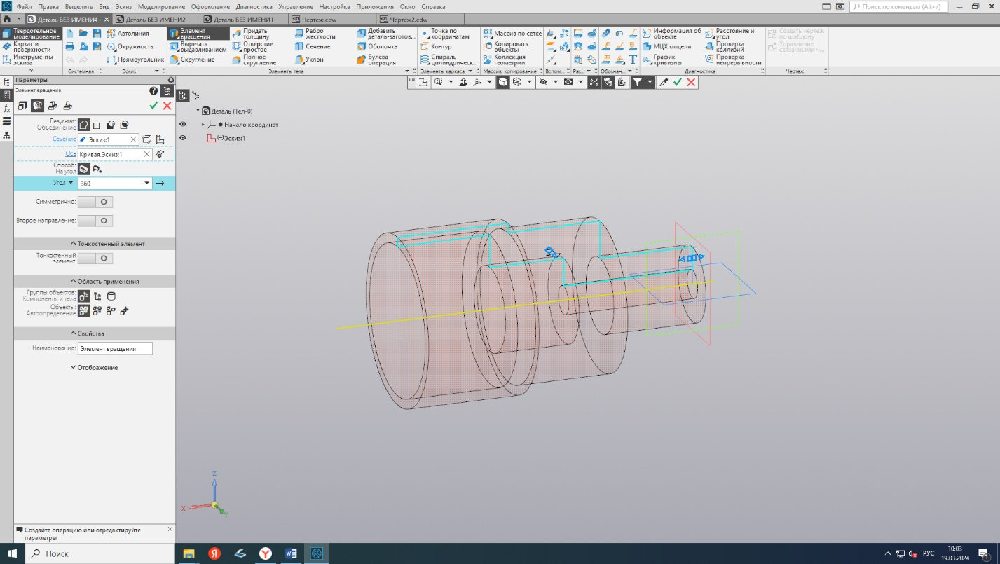 Файл Правка Выделить Вид Эскиз Моделирование Оформление Диагностика Управление Настройка Приложения Окно Справка
Поиск по командам (Alt+/)
Деталь БЕЗ ИМЕНИ4 Деталь БЕЗ ИМЕНИ2 Деталь БЕЗ ИМЕНИ1 Чертеж.cdw Чертеж2.cdw
Твердотельное моделирование
Каркас и поверхности
Инструменты эскиза
Системная
Автолиния
Окружность
Прямоугольник
Эскиз
Элемент вращения
Вырезать выдавливанием
Скругление
Придать толщину
Отверстие простое
Полное скругление
Ребро жесткости
Сечение
Уклон
Добавить деталь-заготов...
Оболочка
Булева операция
Элементы тела
Точка по координатам
Контур
Спираль цилиндрическ...
Элементы каркаса
Массив по сетке
Копировать объекты
Коллекция геометрии
Массив, копирование
Вспом...
Раз...
Обознач...
Информация об объекте
МЦХ модели
График кривизны
Расстояние и угол
Проверка коллизий
Проверка непрерывности
Диагностика
Создать чертеж по шаблону
Управление связанными ч...
Чертеж
Параметры
Элемент вращения
Результат:
Объединение
Сечение Эскиз:1
Ось Кривая.Эскиз:1
Способ:
На угол
Угол 360
Симметрично:
Второе направление:
Тонкостенный элемент
Тонкостенный
элемент:
Область применения
Группы объектов:
Компоненты и тела
Объекты:
Автоопределение
Свойства
Наименование: Элемент вращения
Отображение
Деталь (Тел-0)
Начало координат
(-)Эскиз:1
Z
X
Y
Создайте операцию или отредактируйте
параметры
Поиск
РУС
10:03
19.03.2024
1